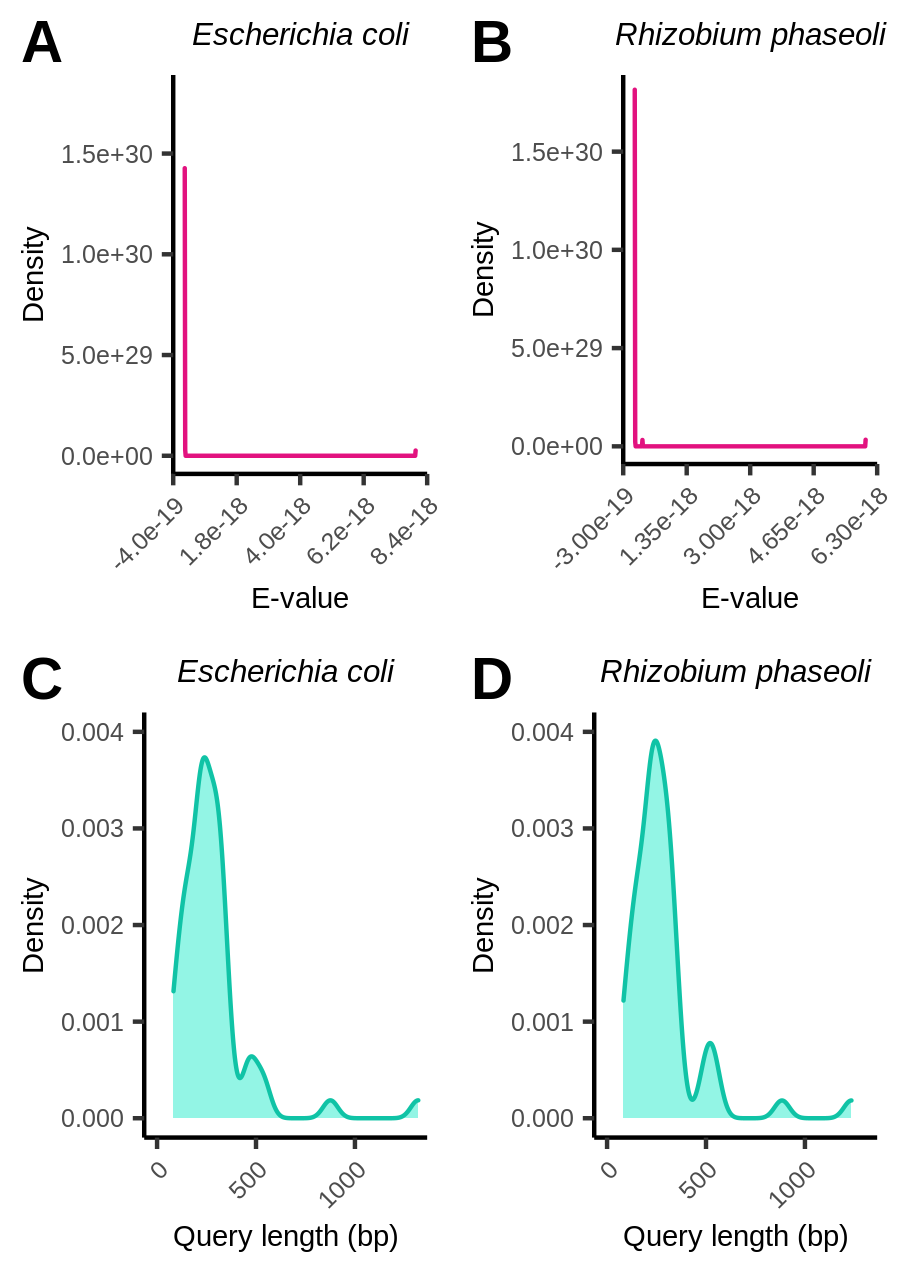 A Escherichia coli
Density
1.5e+30
1.0e+30
5.0e+29
0.0e+00
-4.0e-19 1.8e-18 4.0e-18 6.2e-18 8.4e-18
E-value
B Rhizobium phaseoli
Density
1.5e+30
1.0e+30
5.0e+29
0.0e+00
-3.00e-19 1.35e-18 3.00e-18 4.65e-18 6.30e-18
E-value
C Escherichia coli
Density
0.004
0.003
0.002
0.001
0.000
0 500 1000
Query length (bp)
D Rhizobium phaseoli
Density
0.004
0.003
0.002
0.001
0.000
0 500 1000
Query length (bp)